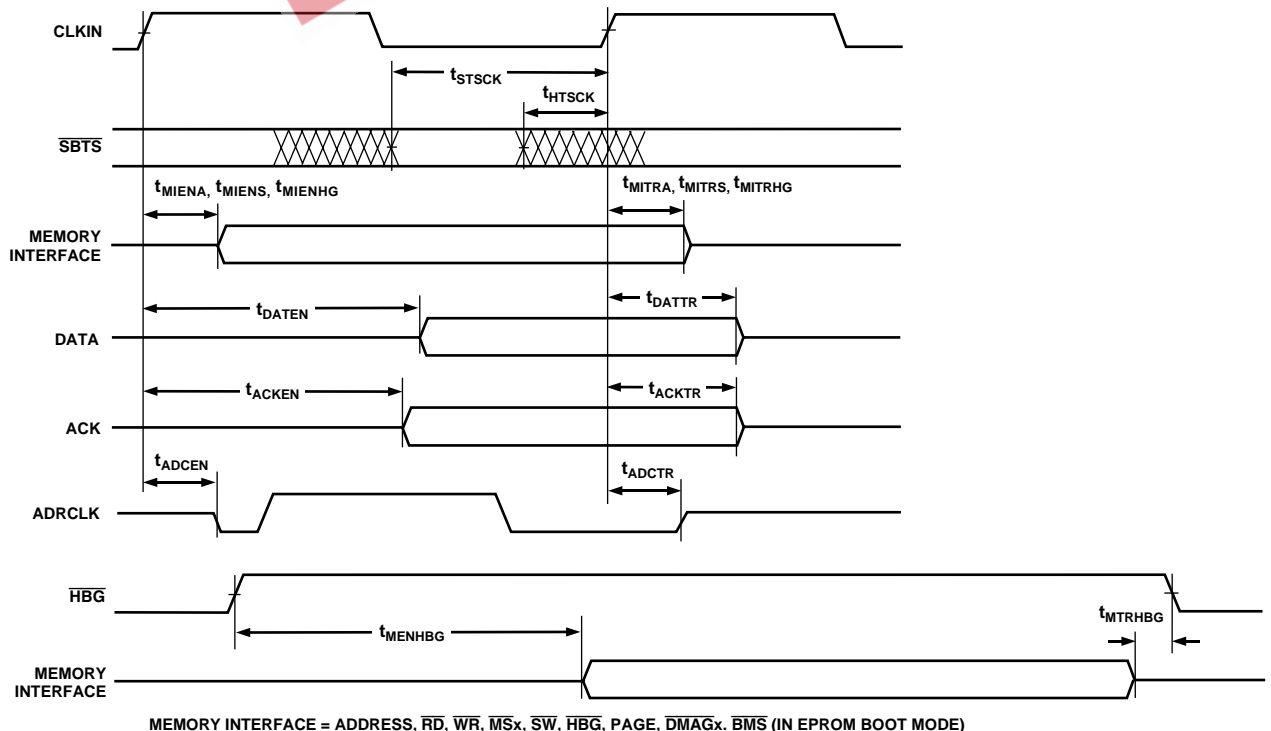 CLKIN
tSTSCK
tHTSCK
SBTS
tMIENA, tMIENS, tMIENHG
tMITRA, tMITRS, tMITRHG
MEMORY
INTERFACE
tDATEN
tDATTR
DATA
tACKEN
tACKTR
ACK
tADCEN
tADCTR
ADRCLK
HBG
tMENHBG
tMTRHBG
MEMORY
INTERFACE
MEMORY INTERFACE = ADDRESS, RD, WR, MSx, SW, HBG, PAGE, DMAGx. BMS (IN EPROM BOOT MODE)